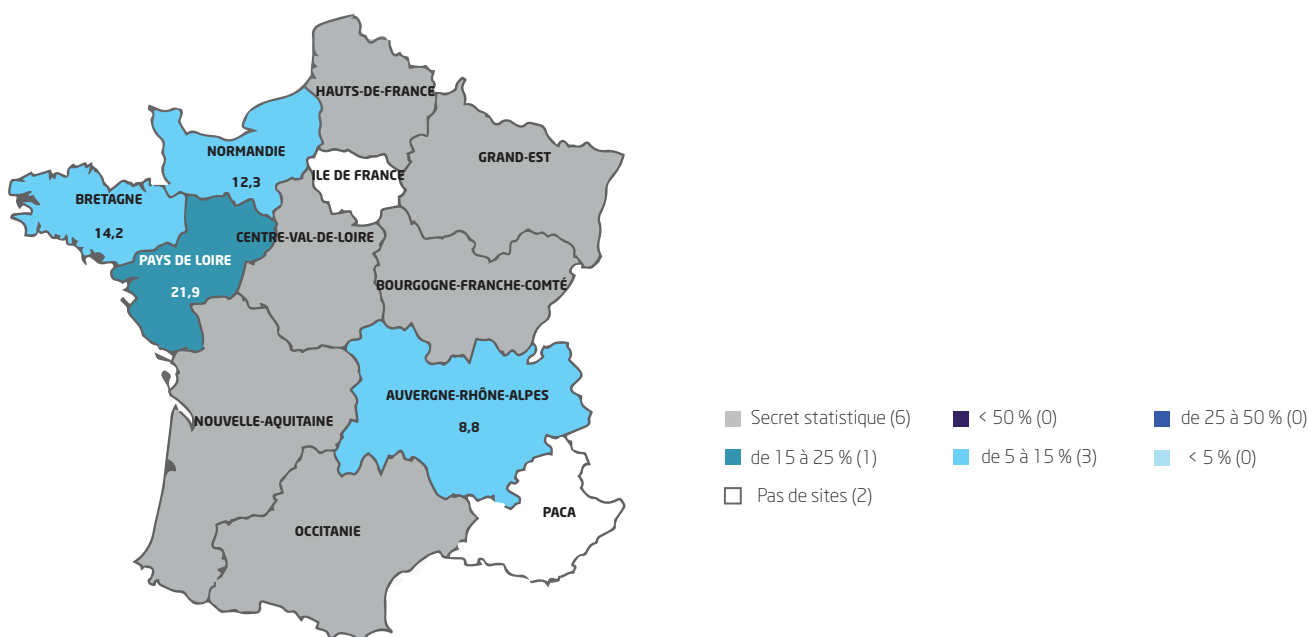 HAUTS-DE-FRANCE
NORMANDIE
12,3
ILE DE FRANCE
GRAND-EST
BRETAGNE
14,2
CENTRE-VAL-DE-LOIRE
PAYS DE LOIRE
21,9
BOURGOGNE-FRANCHE-COMTÉ
AUVERGNE-RHÔNE-ALPES
8,8
NOUVELLE-AQUITAINE
OCCITANIE
PACA
Secret statistique (6)
< 50 % (0)
de 25 à 50 % (0)
de 15 à 25 % (1)
de 5 à 15 % (3)
< 5 % (0)
Pas de sites (2)